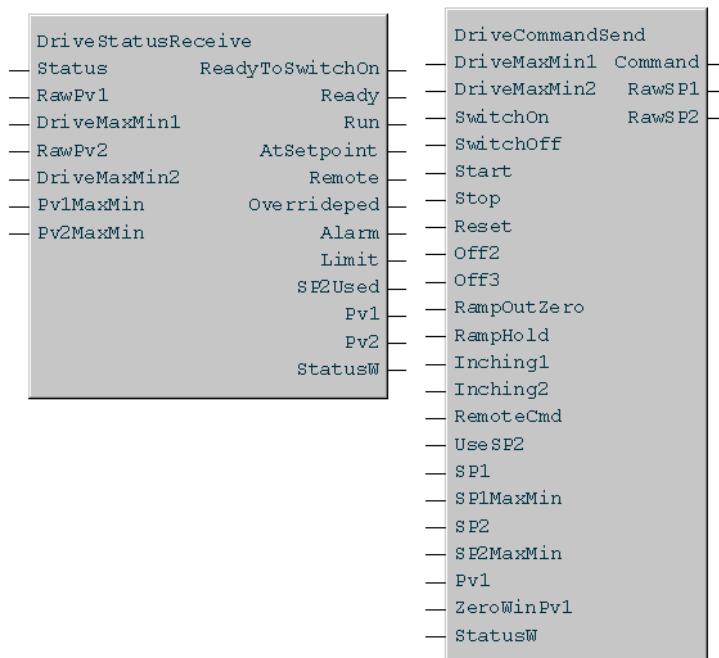 DriveStatusReceive
Status ReadyToSwitchOn
RawPv1 Ready
DriveMaxMin1 Run
RawPv2 AtSetpoint
DriveMaxMin2 Remote
Pv1MaxMin Overrideped
Pv2MaxMin Alarm
Limit
SP2Used
Pv1
Pv2
StatusW
DriveCommandSend
DriveMaxMin1 Command
DriveMaxMin2 RawSP1
SwitchOn RawSP2
SwitchOff
Start
Stop
Reset
Off2
Off3
RampOutZero
RampHold
Inching1
Inching2
RemoteCmd
UseSP2
SP1
SP1MaxMin
SP2
SP2MaxMin
Pv1
ZeroWinPv1
StatusW